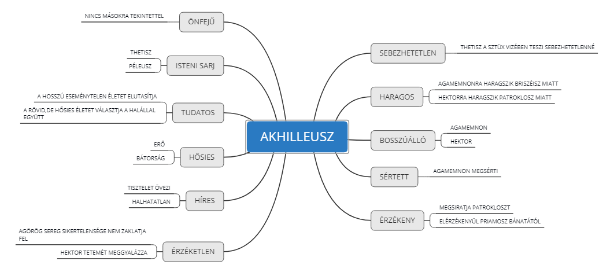 AKHILLEUSZ
ÖNFEJŰ
NINCS MÁSOKRA TEKINTETTEL
ISTENI SARJ
THETISZ
PÉLEUSZ
TUDATOS
A HOSSZÚ ESEMÉNYTELEN ÉLETET ELUTASÍTJA
A RÖVID, DE HŐSIES ÉLETET VÁLASZTJA A HALÁLLAL
EGYÜTT
HŐSIES
ERŐ
BÁTORSÁG
HÍRES
TISZTELET ÖVEZI
HALHATATLAN
ÉRZÉKETLEN
AGÖRÖG SEREG SIKERTELENSÉGE NEM ZAKLATJA
FEL
HEKTOR TETEMÉT MEGGYALÁZZA
SEBEZHETETLEN
THETISZ A SZTÜX VIZÉBEN TESZI SEBEZHETETLENNÉ
HARAGOS
AGAMEMNONRA HARAGSZIK BRISZÉISZ MIATT
HEKTORRA HARAGSZIK PATROKLOSZ MIATT
BOSSZÚÁLLÓ
AGAMEMNON
HEKTOR
SÉRTETT
AGAMEMNON MEGSÉRTI
ÉRZÉKENY
MEGSIRATJA PATROKLOSZT
ELÉRZÉKENYÜL PRIAMOSZ BÁNATÁTÓL